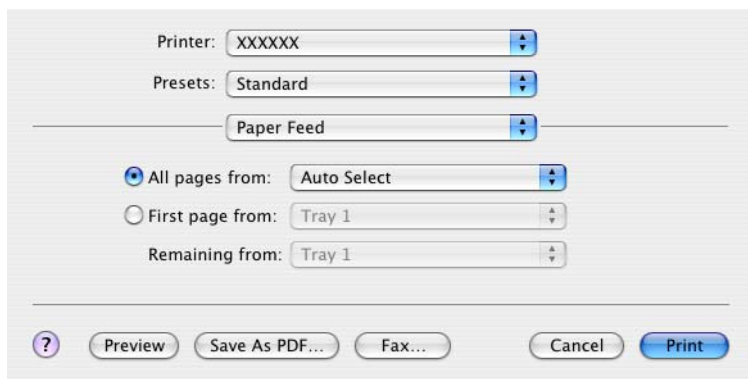 Printer: XXXXXX
Presets: Standard
Paper Feed
All pages from: Auto Select
First page from: Tray 1
Remaining from: Tray 1
? Preview Save As PDF... Fax... Cancel Print